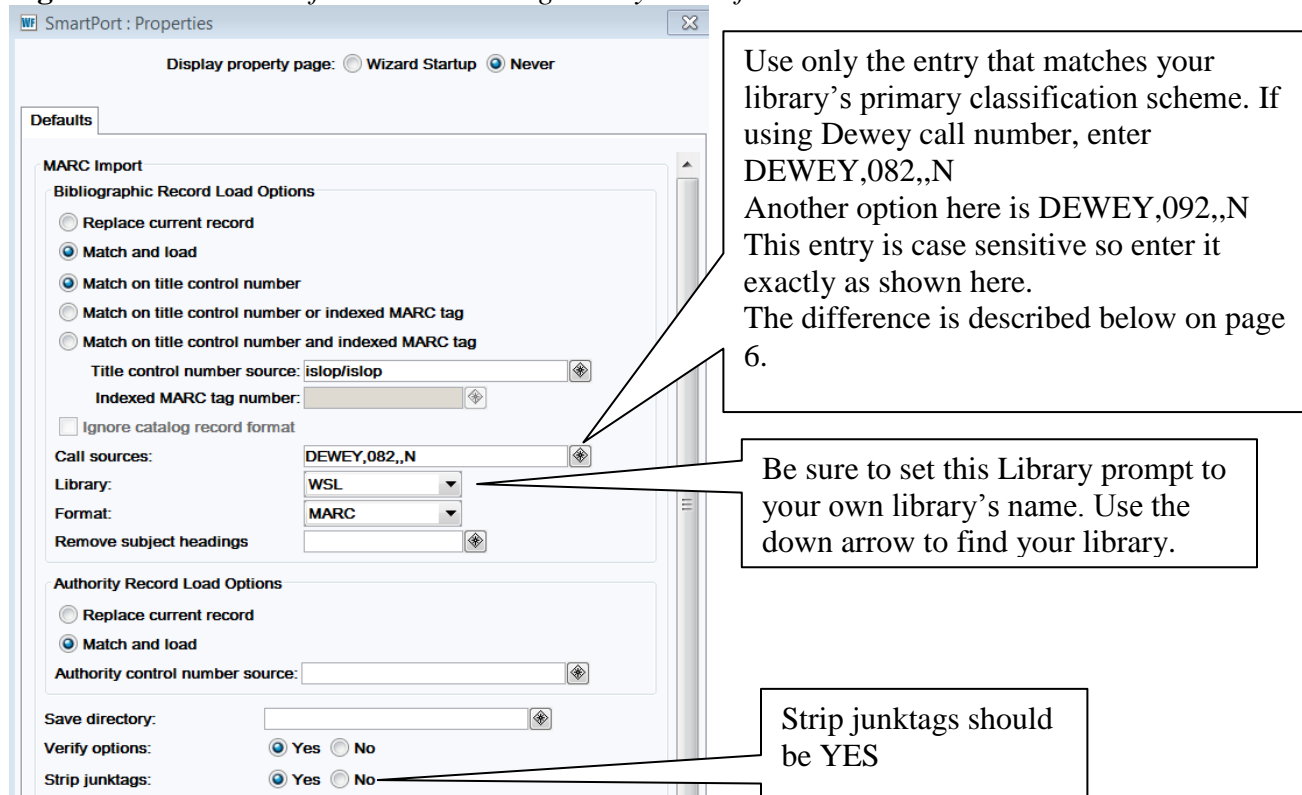 WF SmartPort : Properties
Display property page: Wizard Startup Never
Defaults
MARC Import
Bibliographic Record Load Options
Replace current record
Match and load
Match on title control number
Match on title control number or indexed MARC tag
Match on title control number and indexed MARC tag
Title control number source: islop/islop
Indexed MARC tag number:
Ignore catalog record format
Call sources: DEWEY,082,,N
Library: WSL
Format: MARC
Remove subject headings
Authority Record Load Options
Replace current record
Match and load
Authority control number source:
Save directory:
Verify options: Yes No
Strip junktags: Yes No
Use only the entry that matches your
library’s primary classification scheme. If
using Dewey call number, enter
DEWEY,082,,N
Another option here is DEWEY,092,,N
This entry is case sensitive so enter it
exactly as shown here.
The difference is described below on page
6.
Be sure to set this Library prompt to
your own library’s name. Use the
down arrow to find your library.
Strip junktags should
be YES